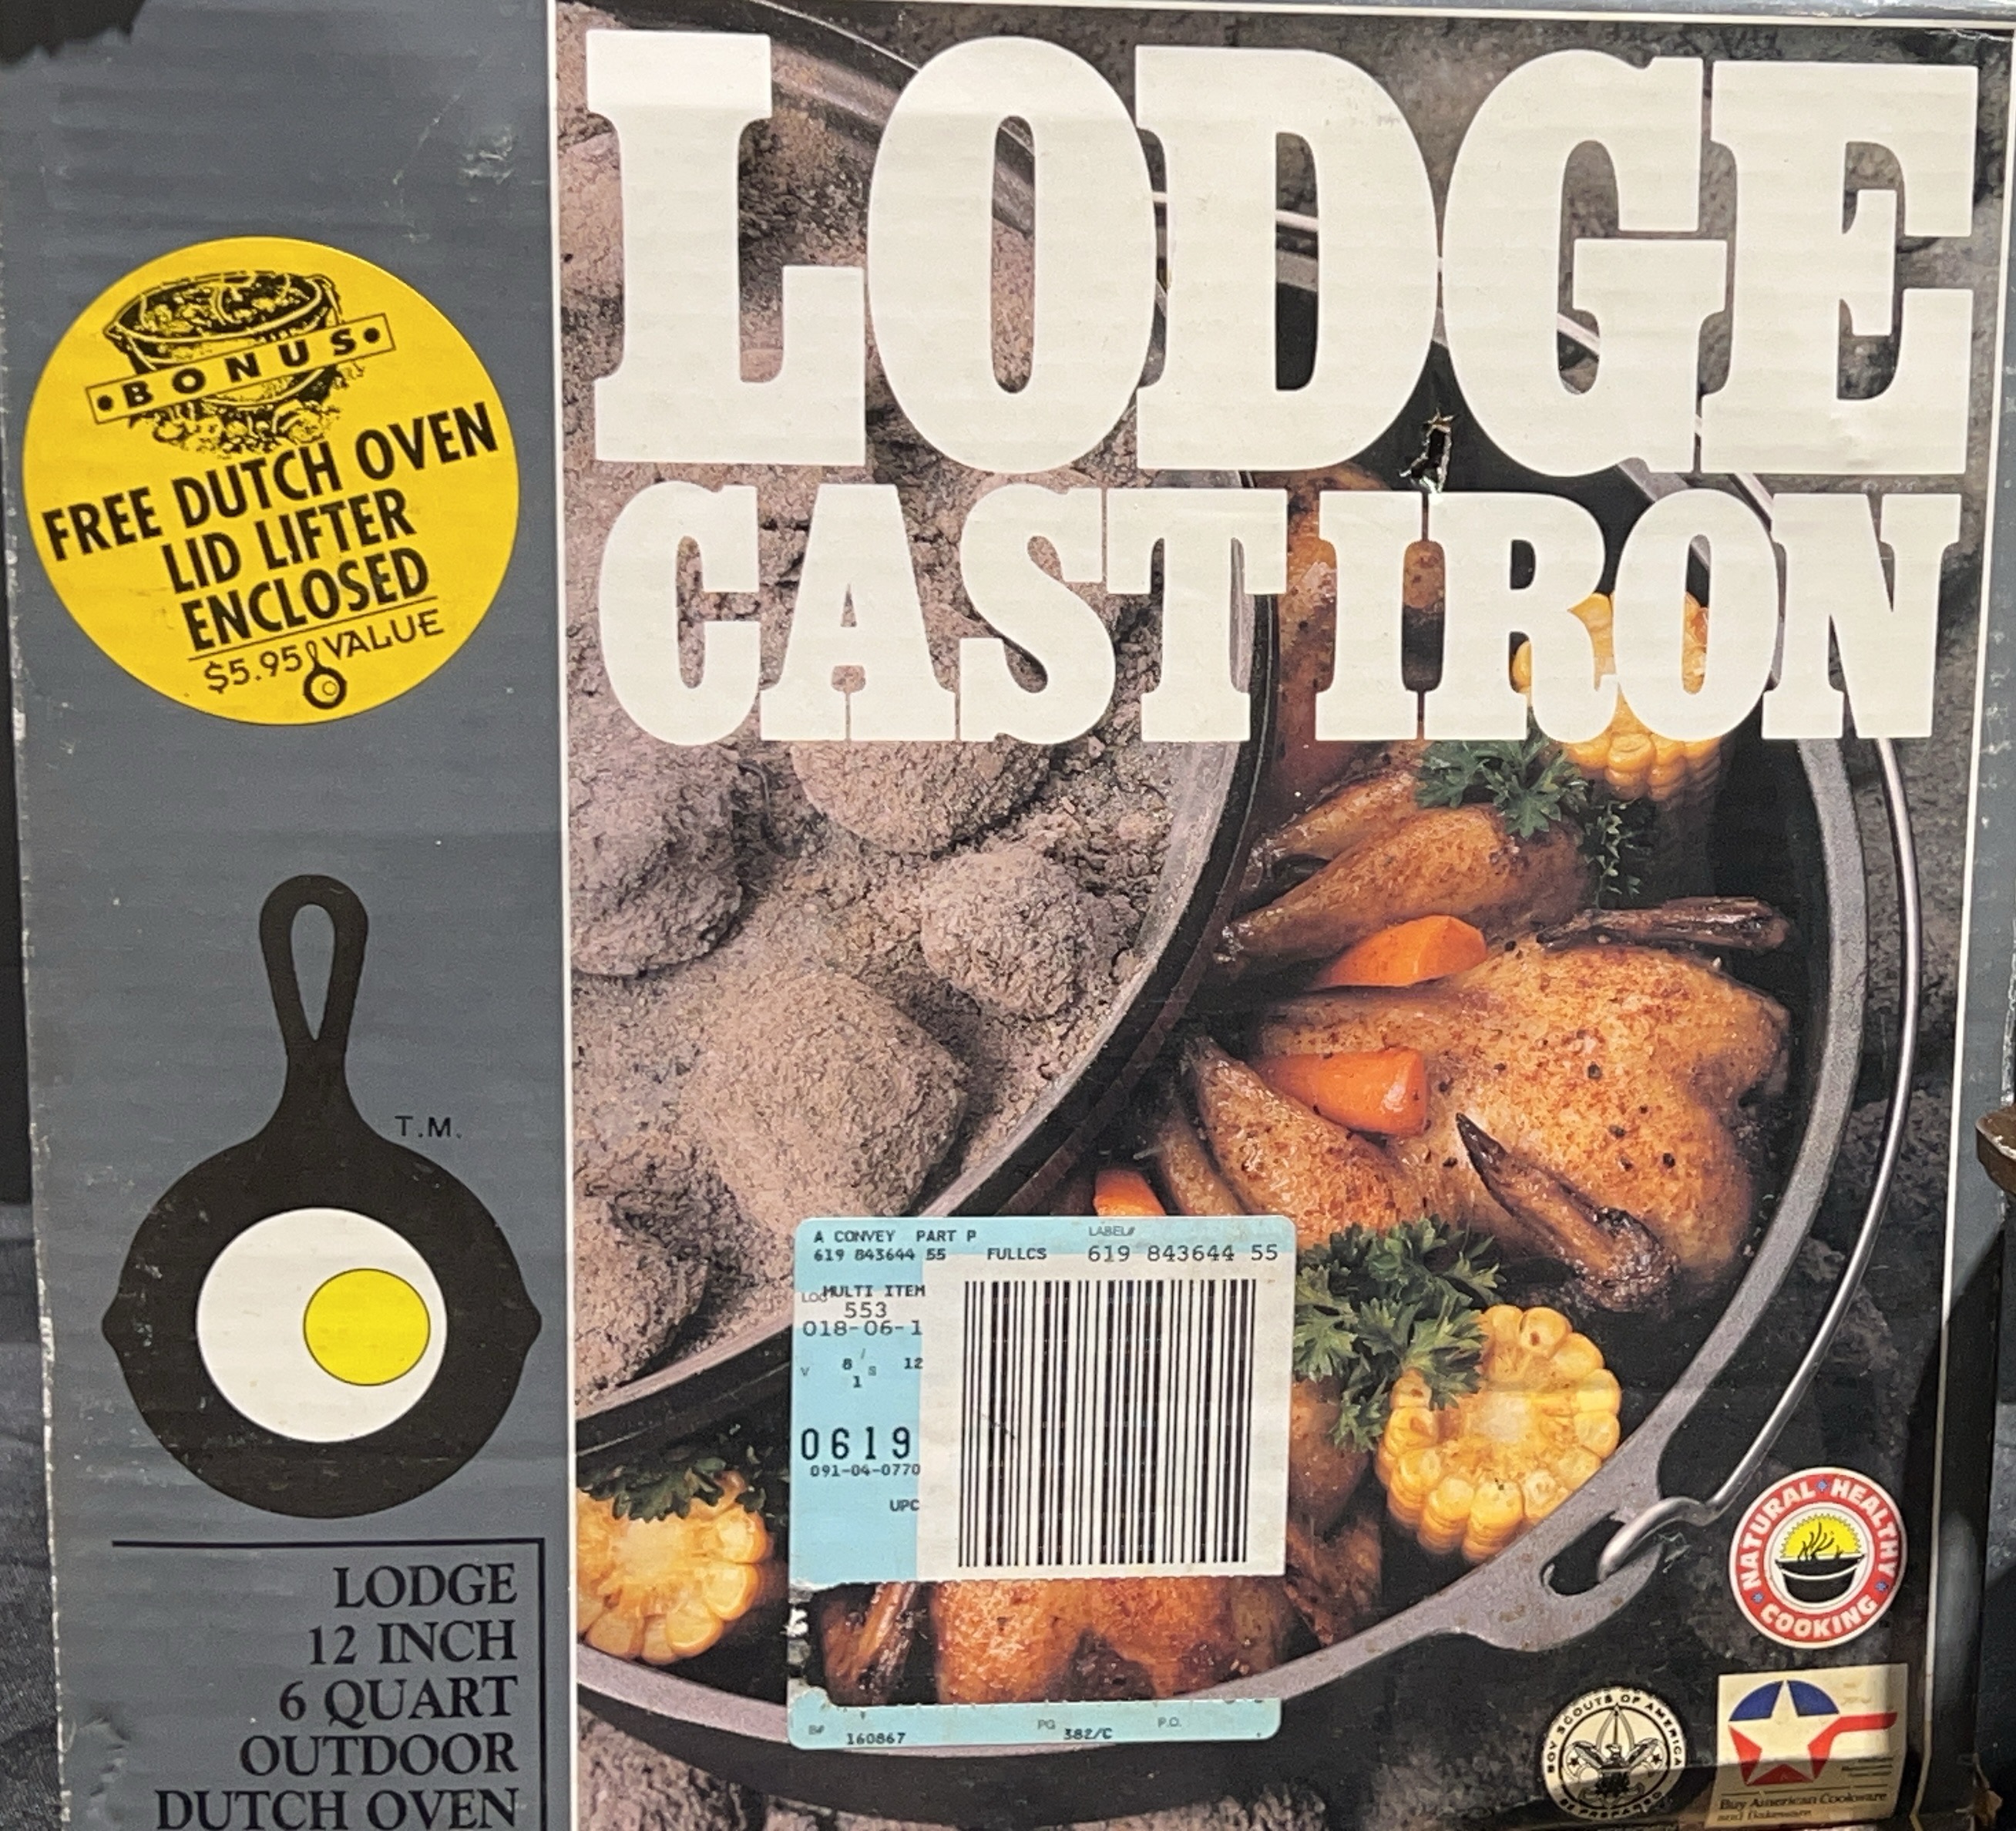 LODGE
CAST IRON
BONUS
FREE DUTCH OVEN
LID LIFTER
ENCLOSED
$5.95 VALUE
T.M.
LODGE
12 INCH
6 QUART
OUTDOOR
DUTCH OVEN
A CONVEY PART P
LABEL#
619 843644 55 FULLCS 619 843644 55
MULTI ITEM
LOC
553
018-06-1
V 8 S 12
1
0619
091-04-0770
UPC
B# 160867 PG 382/C P.O.
NATURAL HEALTHY
COOKING
BOY SCOUTS OF AMERICA
BE PREPARED
Buy American Cookware
and Bakeware